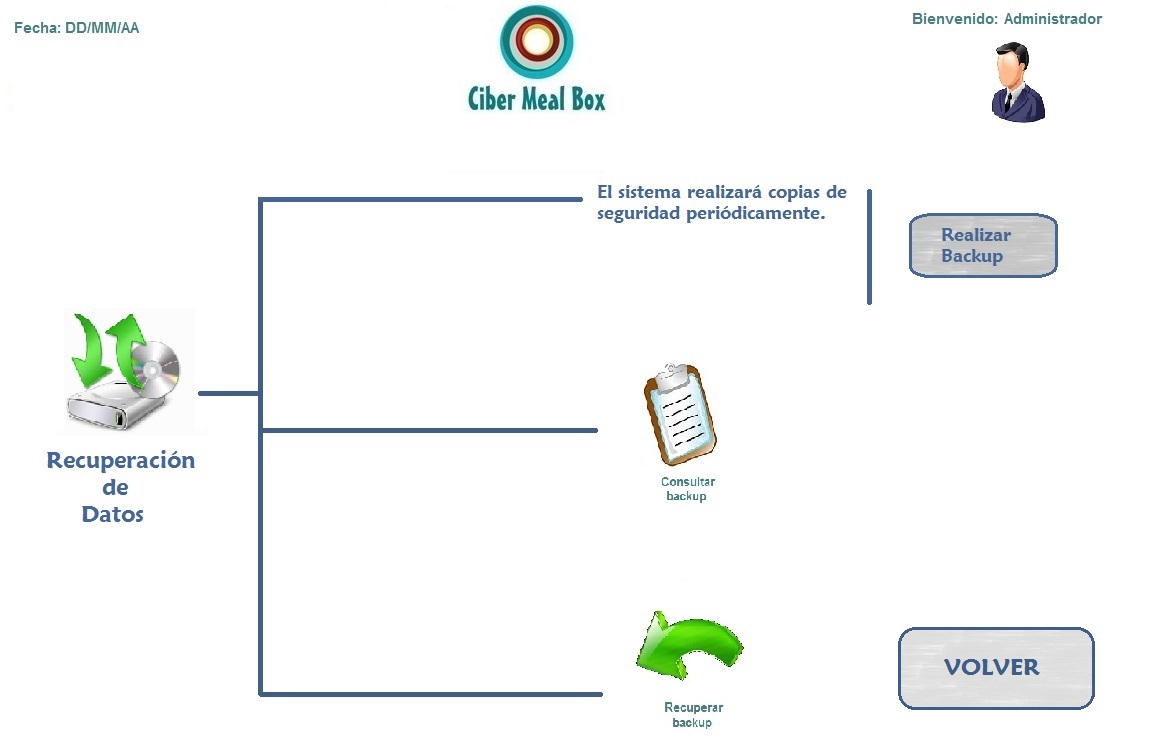 Fecha: DD/MM/AA
Bienvenido: Administrador
Ciber Meal Box
El sistema realizará copias de
seguridad periódicamente.
Realizar
Backup
Recuperación
de
Datos
Consultar
backup
Recuperar
backup
VOLVER